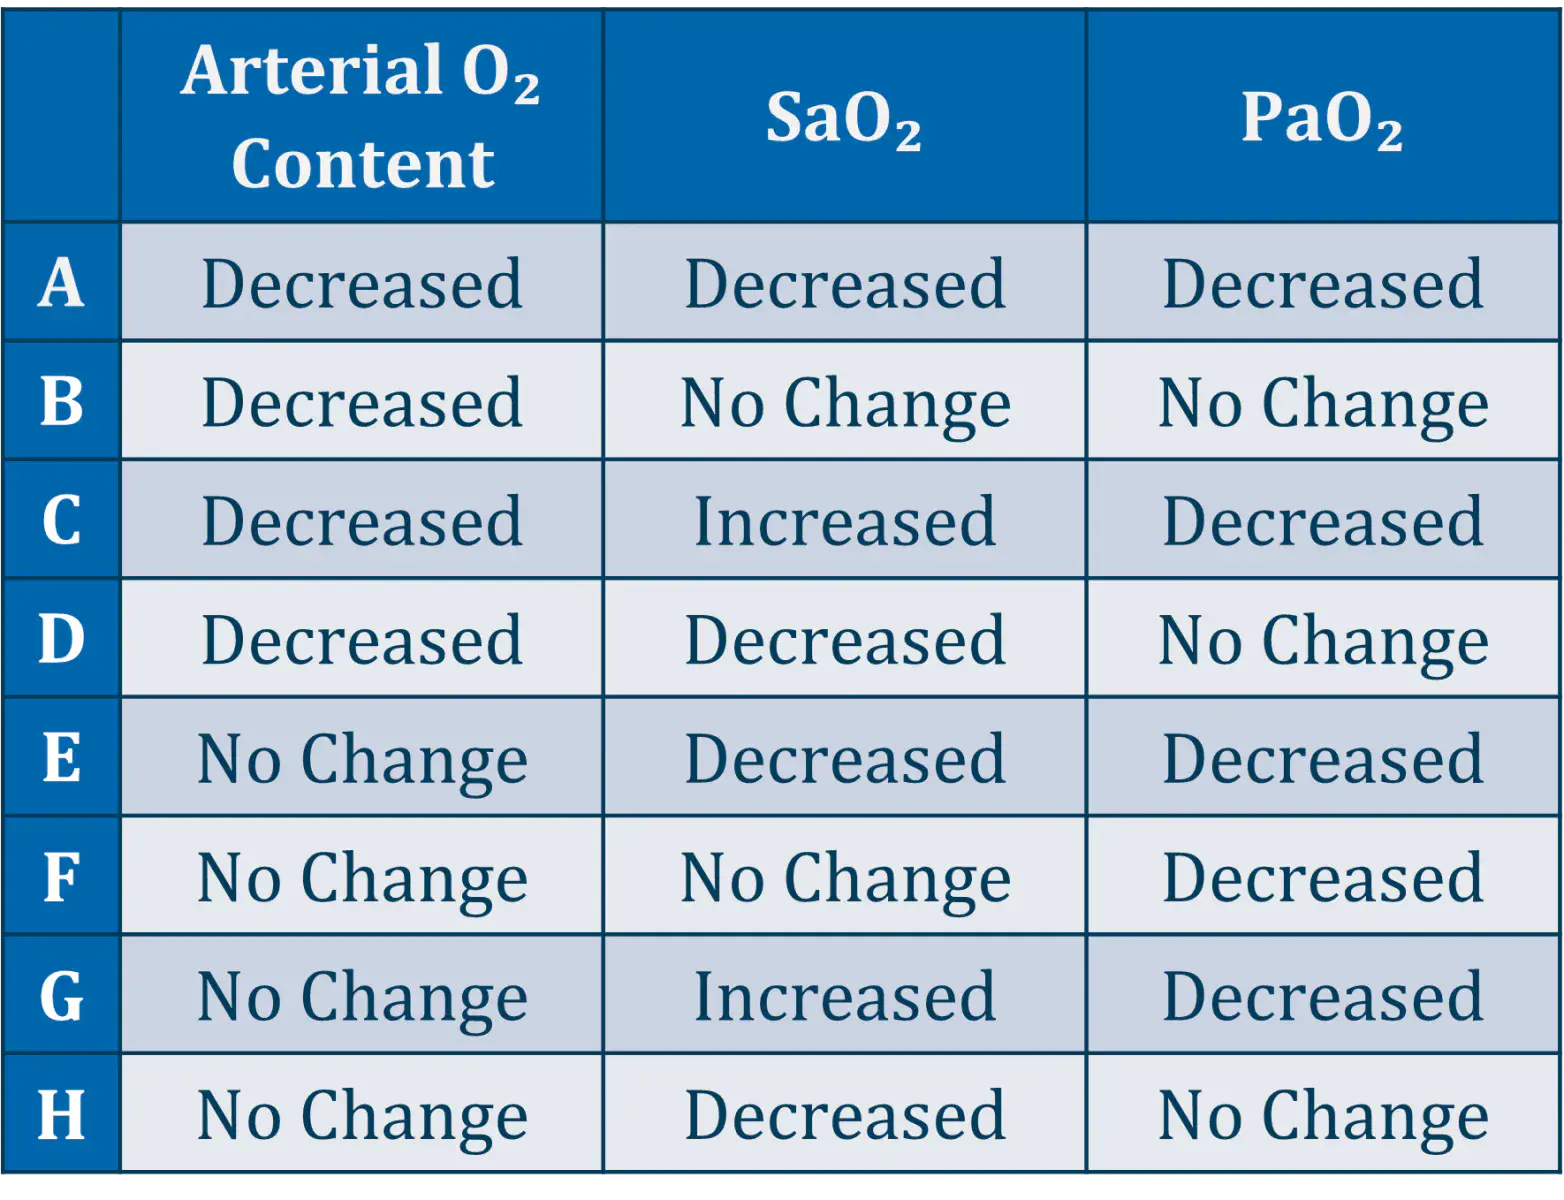 Arterial O₂ Content SaO₂ PaO₂
A Decreased Decreased Decreased
B Decreased No Change No Change
C Decreased Increased Decreased
D Decreased Decreased No Change
E No Change Decreased Decreased
F No Change No Change Decreased
G No Change Increased Decreased
H No Change Decreased No Change